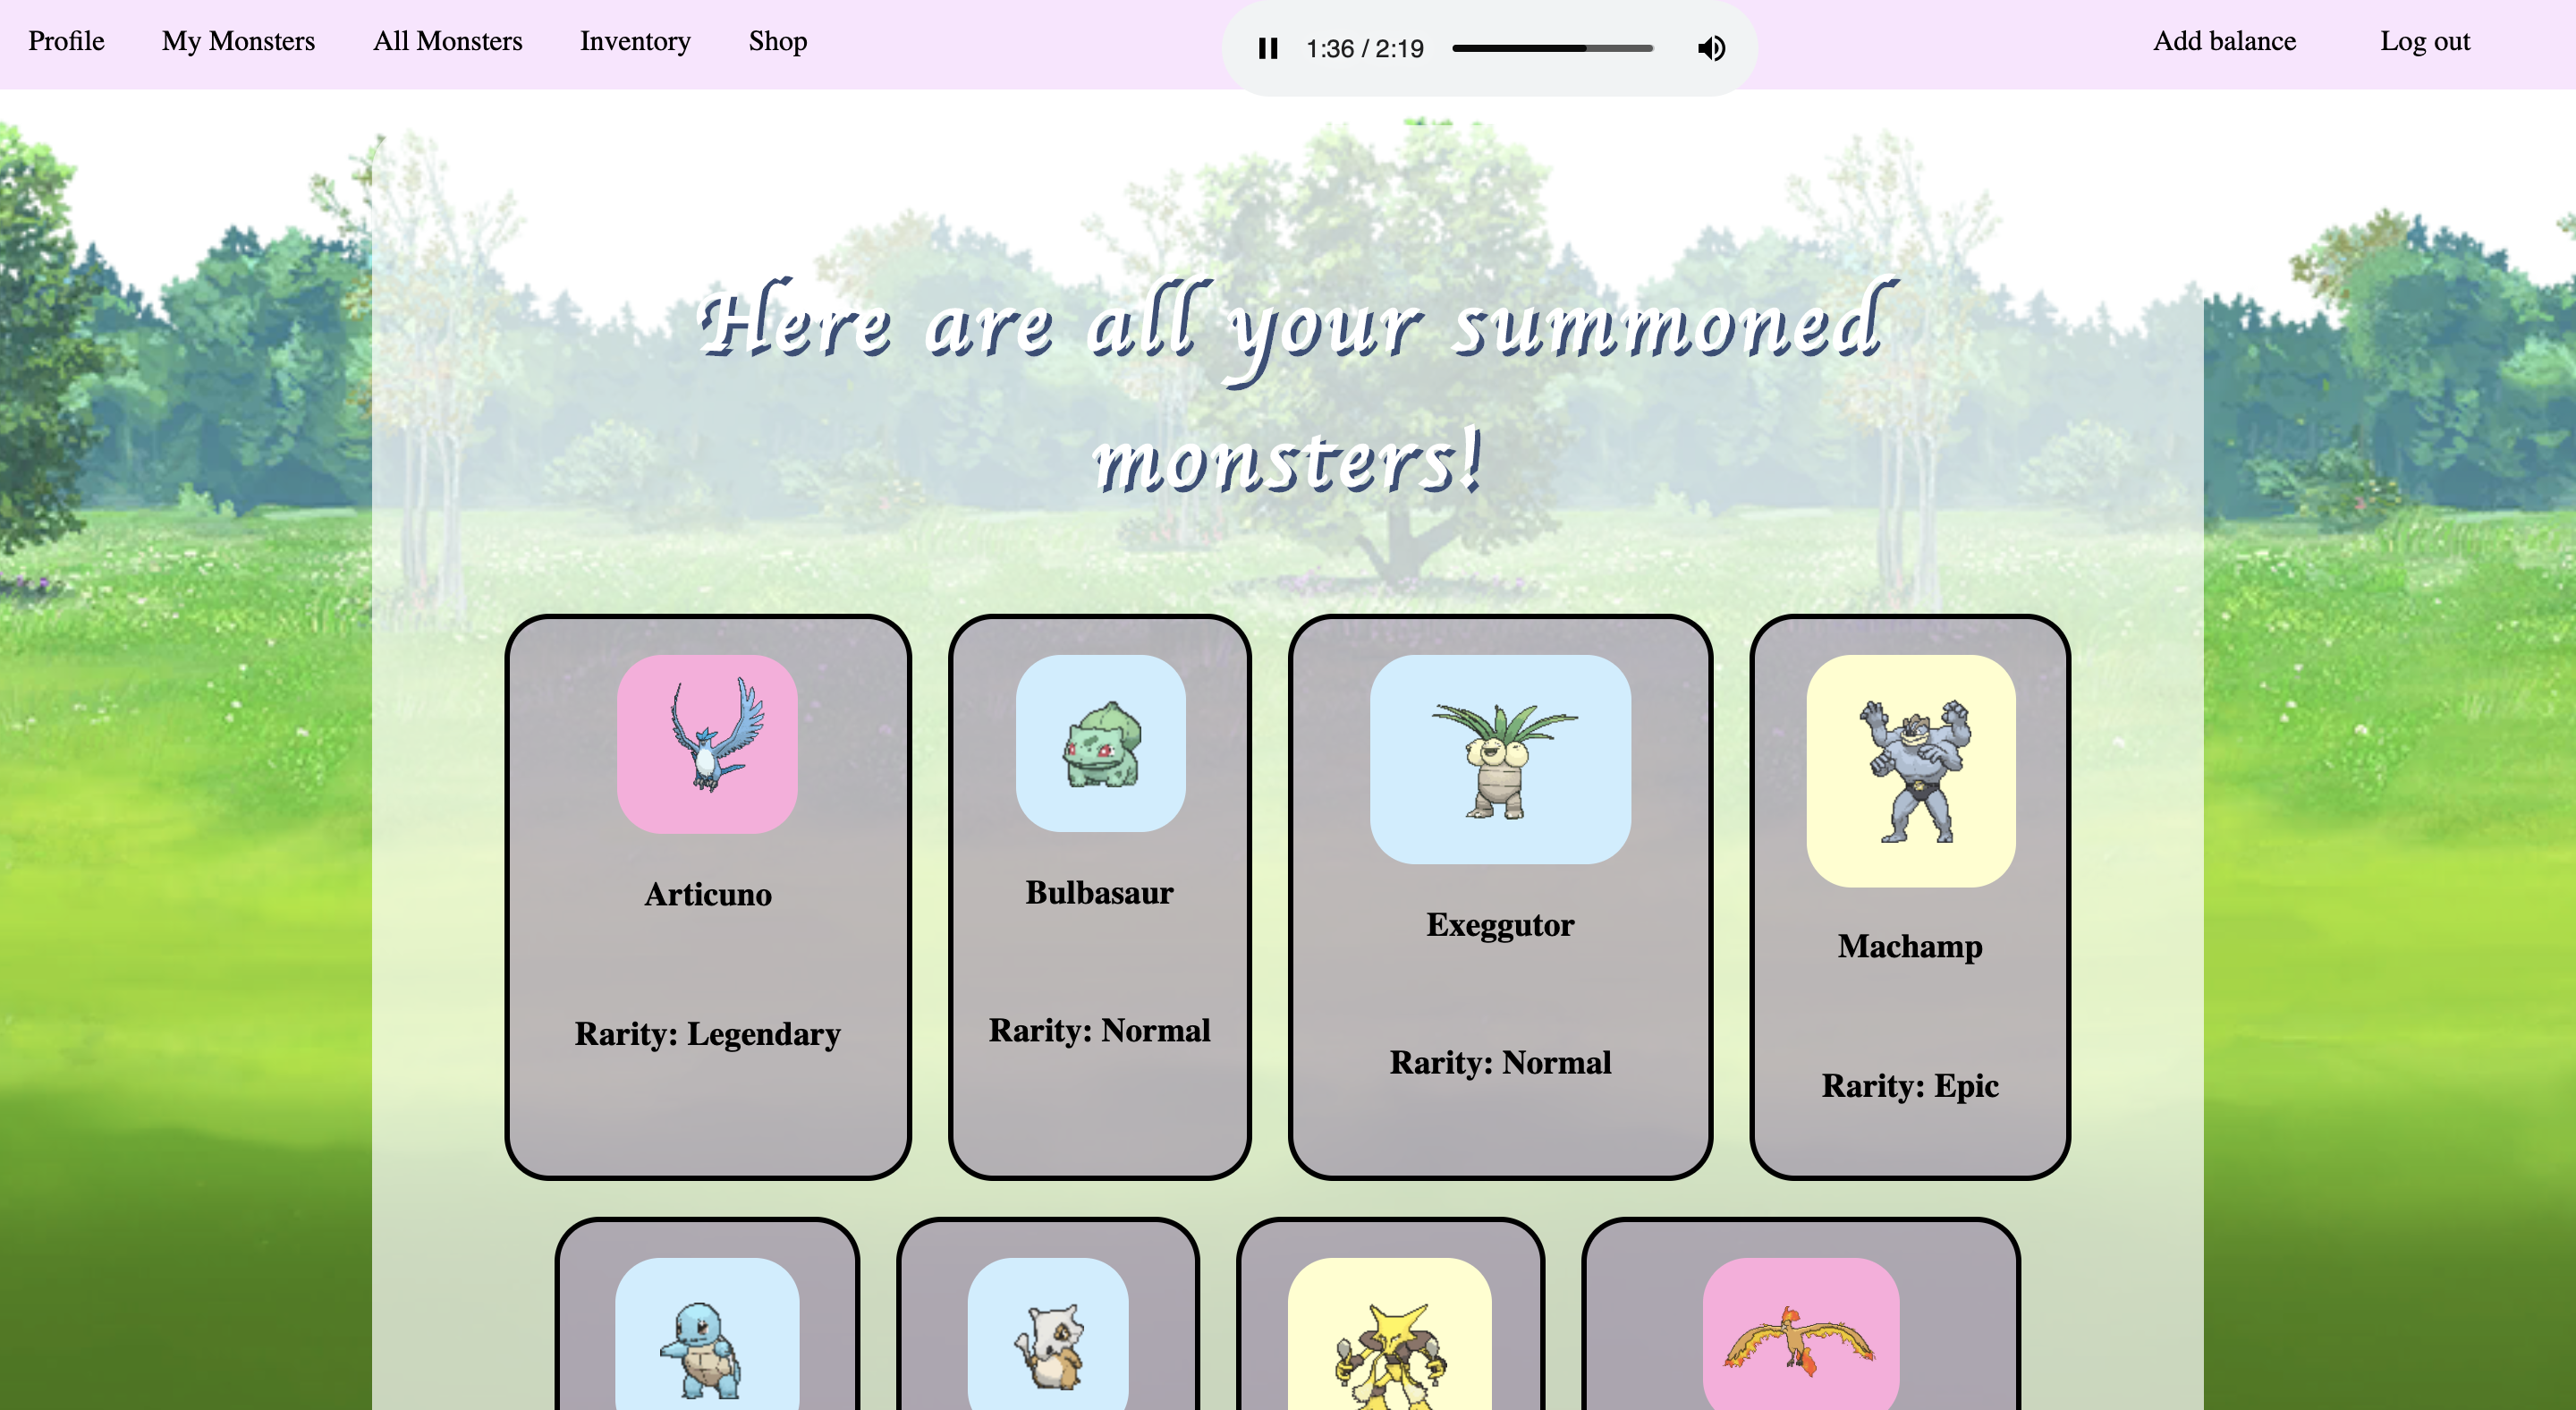 Profile My Monsters All Monsters Inventory Shop 1:36 / 2:19 Add balance Log out
Here are all your summoned
monsters!
Articuno
Rarity: Legendary
Bulbasaur
Rarity: Normal
Exeggutor
Rarity: Normal
Machamp
Rarity: Epic